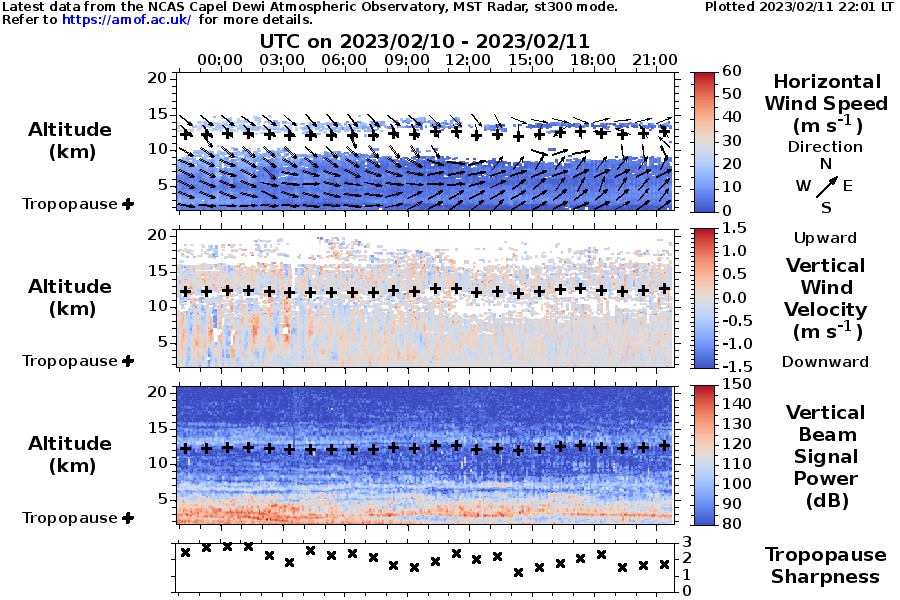 Latest data from the NCAS Capel Dewi Atmospheric Observatory, MST Radar, st300 mode.
Plotted 2023/02/11 22:01 LT
Refer to https://amof.ac.uk/ for more details.
UTC on 2023/02/10 - 2023/02/11
00:00 03:00 06:00 09:00 12:00 15:00 18:00 21:00
Altitude
(km)
Tropopause
20
15
10
5
60
50
40
30
20
10
0
Horizontal
Wind Speed
(m s-1)
Direction
N
W E
S
Altitude
(km)
Tropopause
20
15
10
5
1.5
1.0
0.5
0.0
-0.5
-1.0
-1.5
Upward
Vertical
Wind
Velocity
(m s-1)
Downward
Altitude
(km)
Tropopause
20
15
10
5
150
140
130
120
110
100
90
80
Vertical
Beam
Signal
Power
(dB)
3
2
1
0
Tropopause
Sharpness